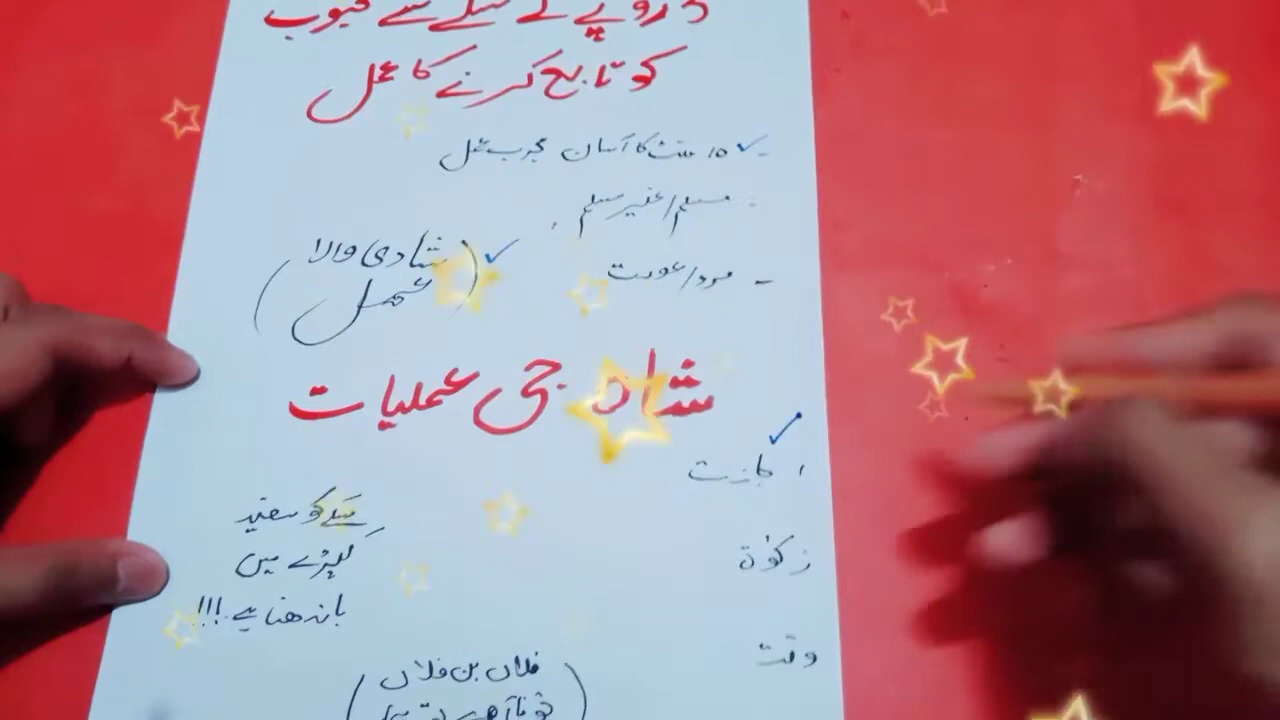 5 روپے کے سکے سے محبوب
کو تابع کرنے کا عمل
15 منٹ کا آسان مجرب عمل
مسلم/غیر مسلم
- مرد/عورت
(شادی والا
عمل)
شاہ جی عملیات
اجازت
سکے کو سفید
کپڑے میں
باندھنا ہے!!!
زکوٰۃ
وقت
(فلاں بن فلاں